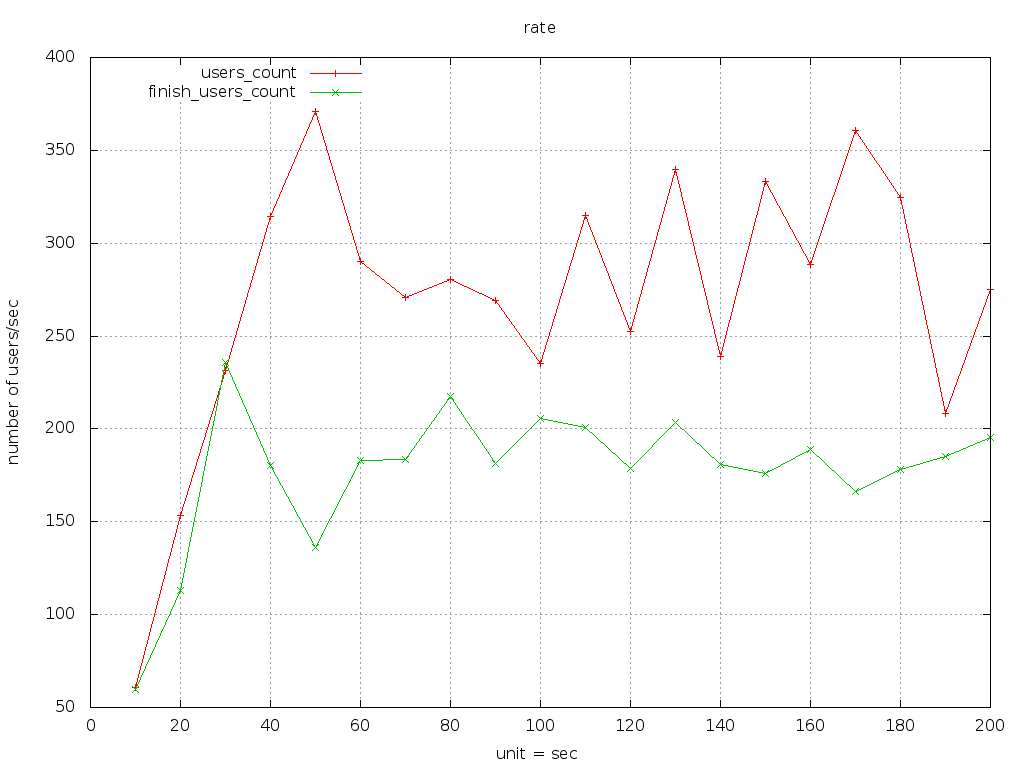 rate
users_count
finish_users_count
400
350
300
250
200
150
100
50
number of users/sec
0 20 40 60 80 100 120 140 160 180 200
unit = sec